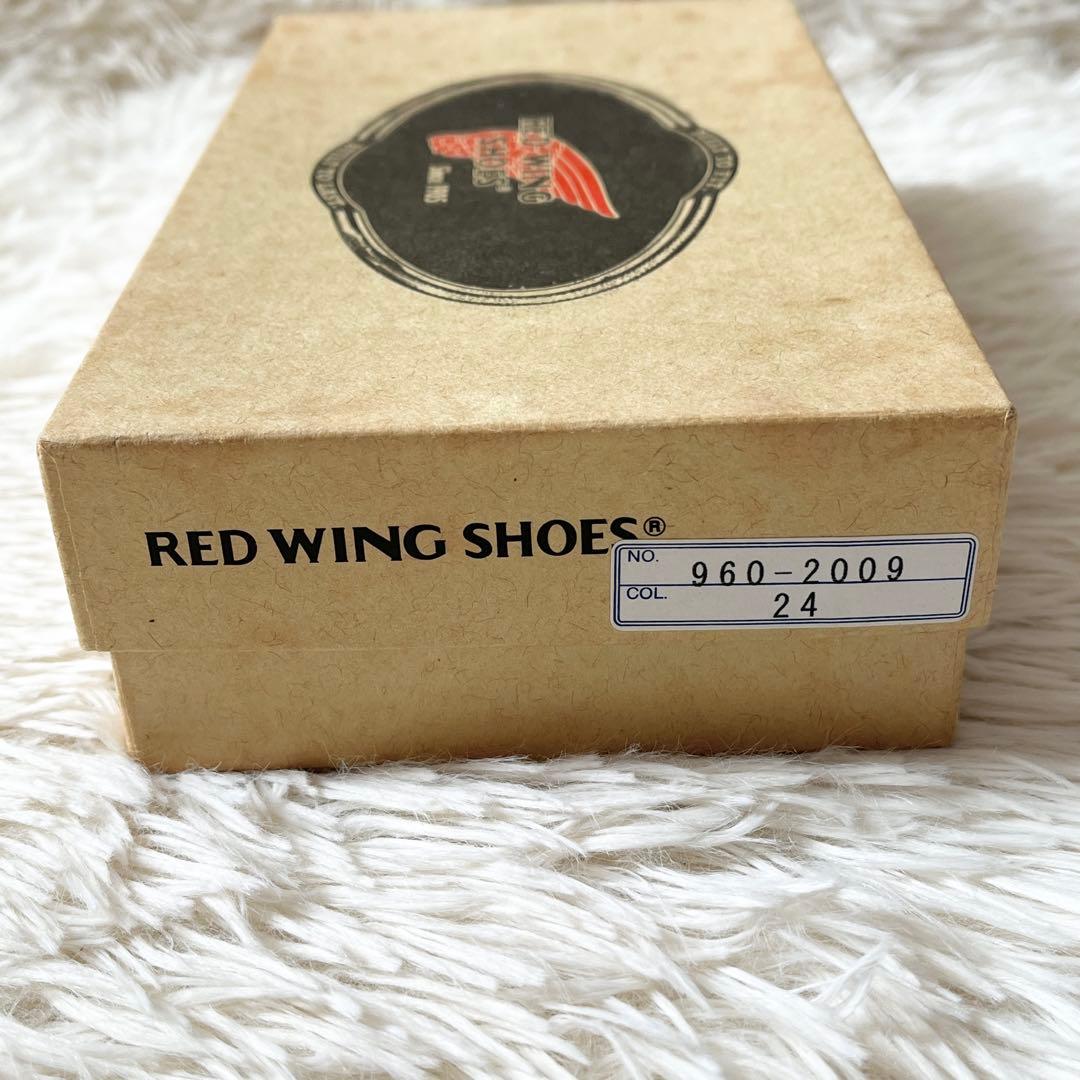 RED WING
SHOES®
RED WING SHOES®
NO. 960-2009
COL. 24